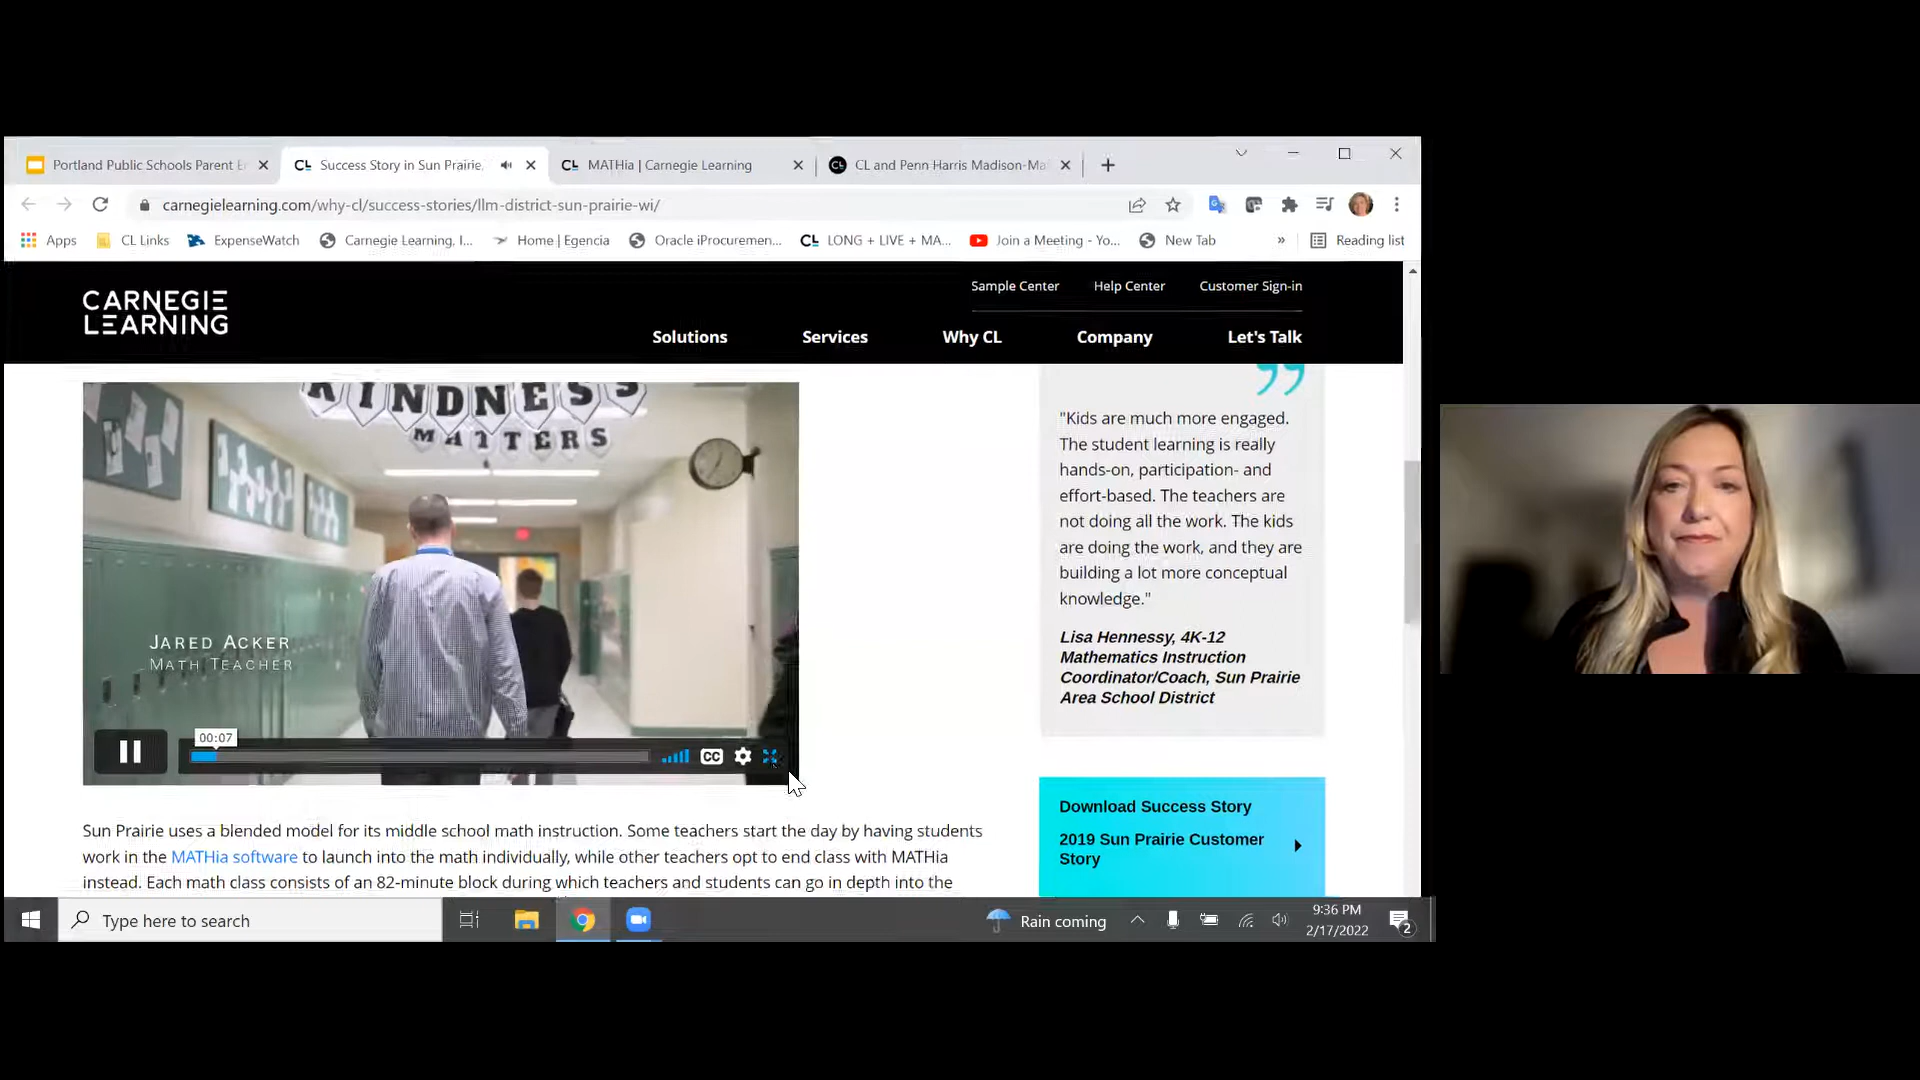 Portland Public Schools Parent E
Success Story in Sun Prairie,
MATHia | Carnegie Learning
CL and Penn Harris Madison-Ma
carnegielearning.com/why-cl/success-stories/llm-district-sun-prairie-wi/
Apps
CL Links
ExpenseWatch
Carnegie Learning, I...
Home | Egencia
Oracle iProcuremen...
CL LONG + LIVE + MA...
Join a Meeting - Yo...
New Tab
»
Reading list
CARNEGIE
LEARNING
Sample Center
Help Center
Customer Sign-in
Solutions
Services
Why CL
Company
Let's Talk
KINDNESS
MATTERS
JARED ACKER
MATH TEACHER
00:07
CC
"Kids are much more engaged.
The student learning is really
hands-on, participation- and
effort-based. The teachers are
not doing all the work. The kids
are doing the work, and they are
building a lot more conceptual
knowledge."
Lisa Hennessy, 4K-12
Mathematics Instruction
Coordinator/Coach, Sun Prairie
Area School District
Download Success Story
2019 Sun Prairie Customer
Story
Sun Prairie uses a blended model for its middle school math instruction. Some teachers start the day by having students
work in the MATHia software to launch into the math individually, while other teachers opt to end class with MATHia
instead. Each math class consists of an 82-minute block during which teachers and students can go in depth into the
Type here to search
Rain coming
9:36 PM
2/17/2022
2